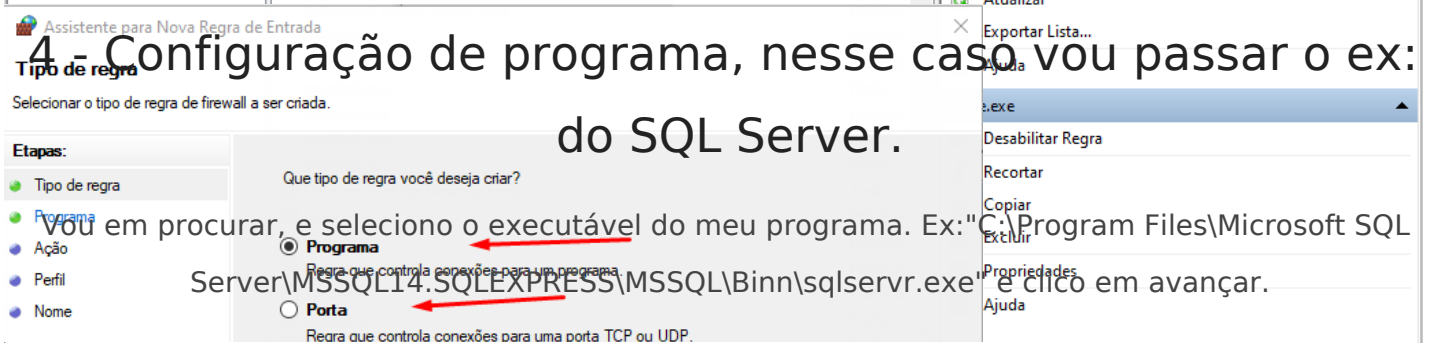 Atualizar
Assistente para Nova Regra de Entrada
Exportar Lista...
4 - Configuração de programa, nesse caso vou passar o ex:
do SQL Server.
Tipo de regra
Ajuda
Selecionar o tipo de regra de firewall a ser criada.
e.exe
Etapas:
Desabilitar Regra
Tipo de regra
Que tipo de regra você deseja criar?
Recortar
Programa
Copiar
Vou em procurar, e seleciono o executável do meu programa. Ex:"C:\Program Files\Microsoft SQL
Server\MSSQL14.SQLEXPRESS\MSSQL\Binn\sqlservr.exe" e clico em avançar.
Excluir
Ação
Programa
Regra que controla conexões para um programa.
Propriedades
Perfil
Nome
Porta
Ajuda
Regra que controla conexões para uma porta TCP ou UDP.